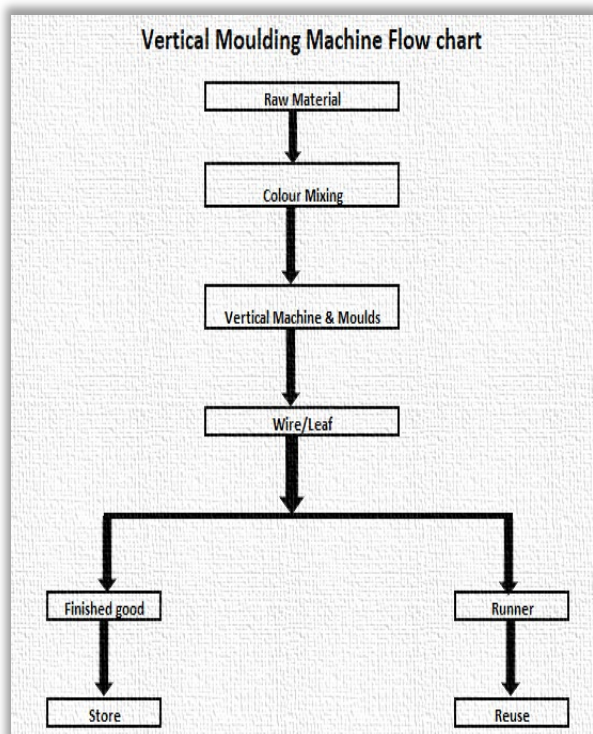 Vertical Moulding Machine Flow chart
Raw Material
Colour Mixing
Vertical Machine & Moulds
Wire/Leaf
Finished good
Runner
Store
Reuse